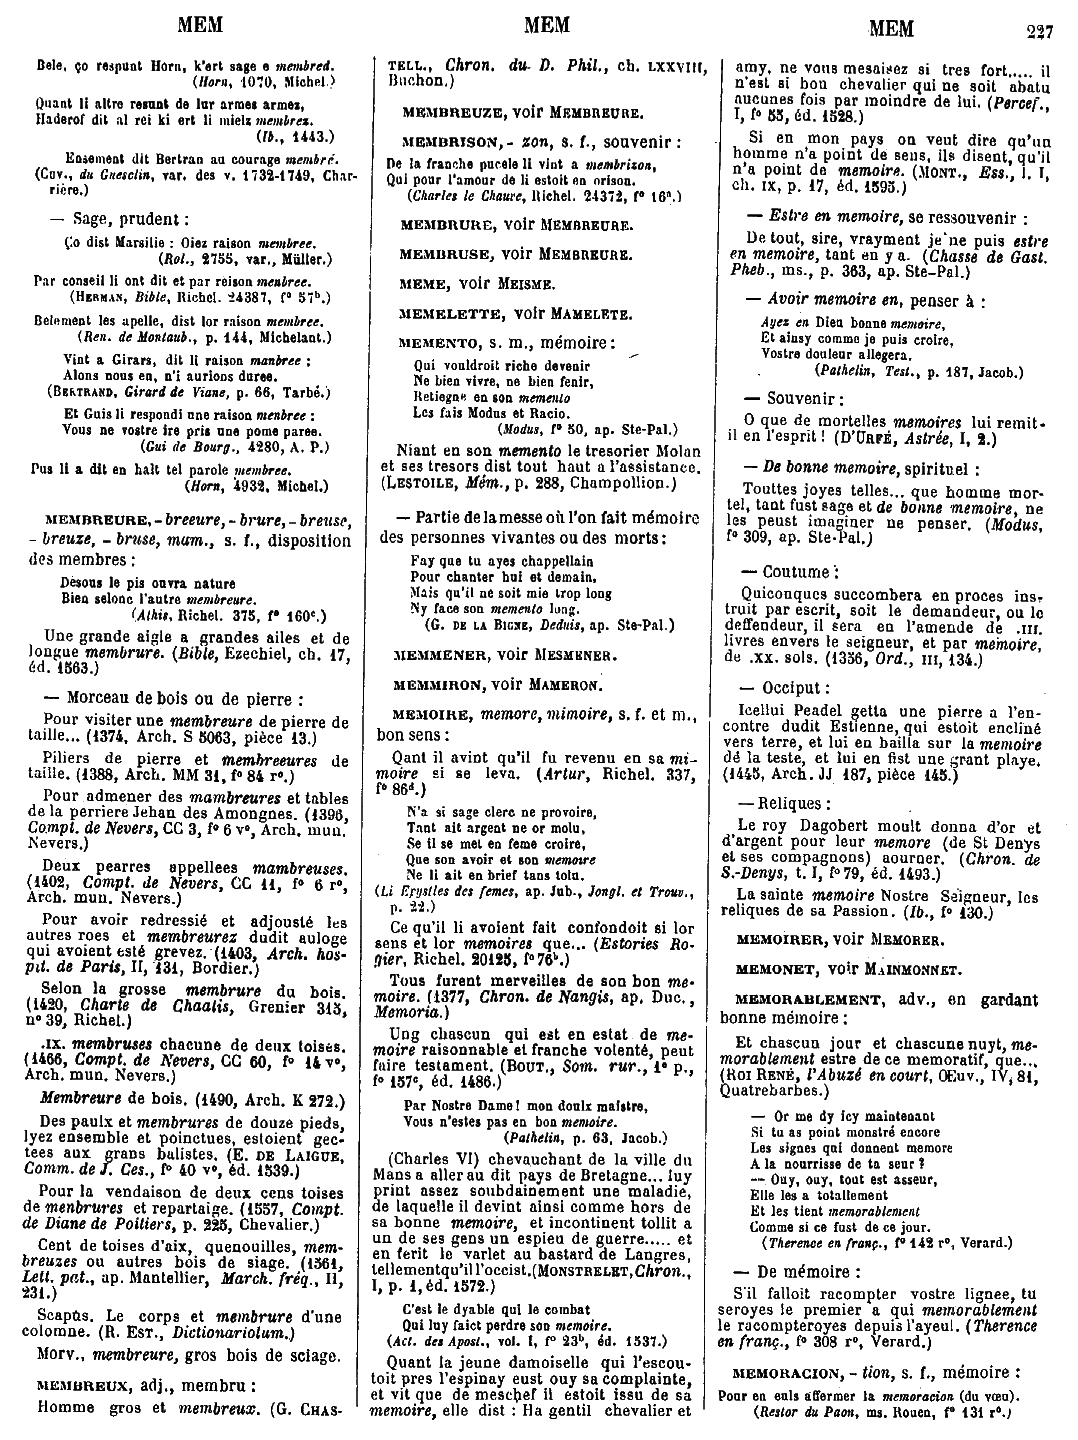 MEM
MEM
MEM
227
Bele, ço respunt Horn, k'ert sage e membred.
(Horn, 1070, Michel.)
Quant li altre resunt de lur armes armes,
Haderof dit al rei ki ert li mielz membrez.
(Ib., 1443.)
Ensement dit Bertran au courage membré.
(Cuv., du Guesclin, var. des v. 1732-1749, Char-
rière.)
— Sage, prudent :
Ço dist Marsilie : Oiez raison membree.
(Rol., 2755, var., Müller.)
Par conseil li ont dit et par reison menbree.
(Herman, Bible, Richel. 24387, f° 57ᵇ.)
Belement les apelle, dist lor raison membree.
(Ren. de Montaub., p. 144, Michelant.)
Vint a Girars, dit li raison manbree ;
Alons nous en, n'i aurions duree.
(Bertrand, Girard de Viane, p. 66, Tarbé.)
Et Guis li respondi une raison menbree :
Vous ne vostre ire pris une pome paree.
(Gui de Bourg., 4280, A. P.)
Pus li a dit en halt tel parole membree.
(Horn, 4932, Michel.)
MEMBREURE, - breeure, - brure, - breuse,
- breuze, - bruse, mam., s. f., disposition
des membres :
Desous le pis ouvra nature
Bien selonc l'autre membreure.
(Athis, Richel. 375, f° 160ᶜ.)
Une grande aigle a grandes ailes et de
longue membrure. (Bible, Ezechiel, ch. 17,
éd. 1563.)
— Morceau de bois ou de pierre :
Pour visiter une membreure de pierre de
taille... (1374, Arch. S 5063, pièce 13.)
Piliers de pierre et membreeures de
taille. (1388, Arch. MM 31, f° 84 r°.)
Pour admener des mambreures et tables
de la perriere Jehan des Amongnes. (1396,
Compt. de Nevers, CC 3, f° 6 v°, Arch. mun.
Nevers.)
Deux pearres appellees mambreuses.
(1402, Compt. de Nevers, CC 11, f° 6 r°,
Arch. mun. Nevers.)
Pour avoir redressié et adjousté les
autres roes et membreurez dudit auloge
qui avoient esté grevez. (1403, Arch. hos-
pit. de Paris, II, 131, Bordier.)
Selon la grosse membrure du bois.
(1420, Charte de Chaalis, Grenier 313,
n° 39, Richel.)
.IX. membruses chacune de deux toises.
(1466, Compt. de Nevers, CC 60, f° 14 v°,
Arch. mun. Nevers.)
Membreure de bois. (1490, Arch. K 272.)
Des paulx et membrures de douze pieds,
lyez ensemble et poinctues, estoient gec-
tees aux grans balistes. (E. de Laigue,
Comm. de J. Ces., f° 40 v°, éd. 1539.)
Pour la vendaison de deux cens toises
de menbrures et repartaige. (1557, Compt.
de Diane de Poitiers, p. 225, Chevalier.)
Cent de toises d'aix, quenouilles, mem-
breuzes ou autres bois de siage. (1561,
Lett. pat., ap. Mantellier, March. fréq., II,
231.)
Scapûs. Le corps et membrure d'une
colomne. (R. Est., Dictionariolum.)
Morv., membreure, gros bois de sciage.
MEMBREUX, adj., membru :
Homme gros et membreux. (G. Chas-
tell., Chron. du D. Phil., ch. LXXVIII,
Buchon.)
MEMBREUZE, voir Membreure.
MEMBRISON, - zon, s. f., souvenir :
De la franche pucele li vint a membrizon,
Qui pour l'amour de li estoit en orison.
(Charles le Chauve, Richel. 24372, f° 16ᵃ.)
MEMBRURE, voir Membreure.
MEMBRUSE, voir Membreure.
MEME, voir Meisme.
MEMELETTE, voir Mamelete.
MEMENTO, s. m., mémoire :
Qui vouldroit riche devenir
Ne bien vivre, ne bien fenir,
Retiegne en son memento
Les fais Modus et Racio.
(Modus, f° 50, ap. Ste-Pal.)
Niant en son memento le tresorier Molan
et ses tresors dist tout haut a l'assistance.
(Lestoile, Mém., p. 288, Champollion.)
— Partie de la messe où l'on fait mémoire
des personnes vivantes ou des morts :
Fay que tu ayes chappellain
Pour chanter hui et demain,
Mais qu'il ne soit mie trop long
Ny face son memento long.
(G. de la Bigne, Deduis, ap. Ste-Pal.)
MEMMENER, voir Mesmener.
MEMMIRON, voir Mameron.
MEMOIRE, memore, mimoire, s. f. et m.,
bon sens :
Qant il avint qu'il fu revenu en sa mi-
moire si se leva. (Artur, Richel. 337,
f° 86ᵈ.)
N'a si sage clerc ne provoire,
Tant ait argent ne or molu,
Se il se met en feme croire,
Que son avoir et son memoire
Ne li ait en brief tans tolu.
(Li Epystles des femes, ap. Jub., Jongl. et Trouv.,
p. 22.)
Ce qu'il li avoient fait confondoit si lor
sens et lor memoires que... (Estories Ro-
gier, Richel. 20125, f° 76ᵇ.)
Tous furent merveilles de son bon me-
moire. (1377, Chron. de Nangis, ap. Duc.,
Memoria.)
Ung chascun qui est en estat de me-
moire raisonnable et franche volenté, peut
faire testament. (Bout., Som. rur., 1ᵉ p.,
f° 157ᶜ, éd. 1486.)
Par Nostre Dame ! mon doulx maistre,
Vous n'estes pas en bon memoire.
(Pathelin, p. 63, Jacob.)
(Charles VI) chevauchant de la ville du
Mans a aller au dit pays de Bretagne... luy
print assez soubdainement une maladie,
de laquelle il devint ainsi comme hors de
sa bonne memoire, et incontinent tollit a
un de ses gens un espieu de guerre..... et
en ferit le varlet au bastard de Langres,
tellement qu'il l'occist. (Monstrelet, Chron.,
I, p. 1, éd. 1572.)
C'est le dyable qui le combat
Qui luy faict perdre son memoire.
(Act. des Apost., vol. I, f° 23ᵇ, éd. 1537.)
Quant la jeune damoiselle qui l'escou-
toit pres l'espinay eust ouy sa complainte,
et vit que de meschef il estoit issu de sa
memoire, elle dist : Ha gentil chevalier et
amy, ne vous mesaisez si tres fort..... il
n'est si bon chevalier qui ne soit abatu
aucunes fois par moindre de lui. (Percef.,
I, f° 55, éd. 1528.)
Si en mon pays on veut dire qu'un
homme n'a point de sens, ils disent, qu'il
n'a point de memoire. (Mont., Ess., l. I,
ch. IX, p. 17, éd. 1595.)
— Estre en memoire, se ressouvenir :
De tout, sire, vrayment je ne puis estre
en memoire, tant en y a. (Chasse de Gast.
Pheb., ms., p. 363, ap. Ste-Pal.)
— Avoir memoire en, penser à :
Ayez en Dieu bonne memoire,
Et ainsy comme je puis croire,
Vostre douleur allegera.
(Pathelin, Test., p. 187, Jacob.)
— Souvenir :
O que de mortelles memoires lui remit-
il en l'esprit ! (D'Urfé, Astrée, I, 2.)
— De bonne memoire, spirituel :
Touttes joyes telles... que homme mor-
tel, tant fust sage et de bonne memoire, ne
les peust imaginer ne penser. (Modus,
f° 309, ap. Ste-Pal.)
— Coutume :
Quiconques succombera en proces ins-
truit par escrit, soit le demandeur, ou le
deffendeur, il sera en l'amende de .III.
livres envers le seigneur, et par memoire,
de .XX. sols. (1356, Ord., III, 134.)
— Occiput :
Icellui Peadel getta une pierre a l'en-
contre dudit Estienne, qui estoit encliné
vers terre, et lui en bailla sur la memoire
de la teste, et lui en fist une grant playe.
(1445, Arch. JJ 187, pièce 145.)
— Reliques :
Le roy Dagobert moult donna d'or et
d'argent pour leur memore (de St Denys
et ses compagnons) aourner. (Chron. de
S.-Denys, t. I, f° 79, éd. 1493.)
La sainte memoire Nostre Seigneur, les
reliques de sa Passion. (Ib., f° 130.)
MEMOIRER, voir Memorer.
MEMONET, voir Mainmonnet.
MEMORABLEMENT, adv., en gardant
bonne mémoire :
Et chascun jour et chascune nuyt, me-
morablement estre de ce memoratif, que...
(Roi René, l'Abuzé en court, Œuv., IV, 81,
Quatrebarbes.)
— Or me dy icy maintenant
Si tu as point monstré encore
Les signes qui donnent memore
A la nourrisse de ta seur ?
— Ouy, ouy, tout est asseur,
Elle les a totallement
Et les tient memorablement
Comme si ce fust de ce jour.
(Therence en franç., f° 142 r°, Verard.)
— De mémoire :
S'il falloit racompter vostre lignee, tu
seroyes le premier a qui memorablement
le racompteroyes depuis l'ayeul. (Therence
en franç., f° 308 r°, Verard.)
MEMORACION, - tion, s. f., mémoire :
Pour en euls affermer la memoracion (du vœu).
(Restor du Paon, ms. Rouen, f° 131 r°.)